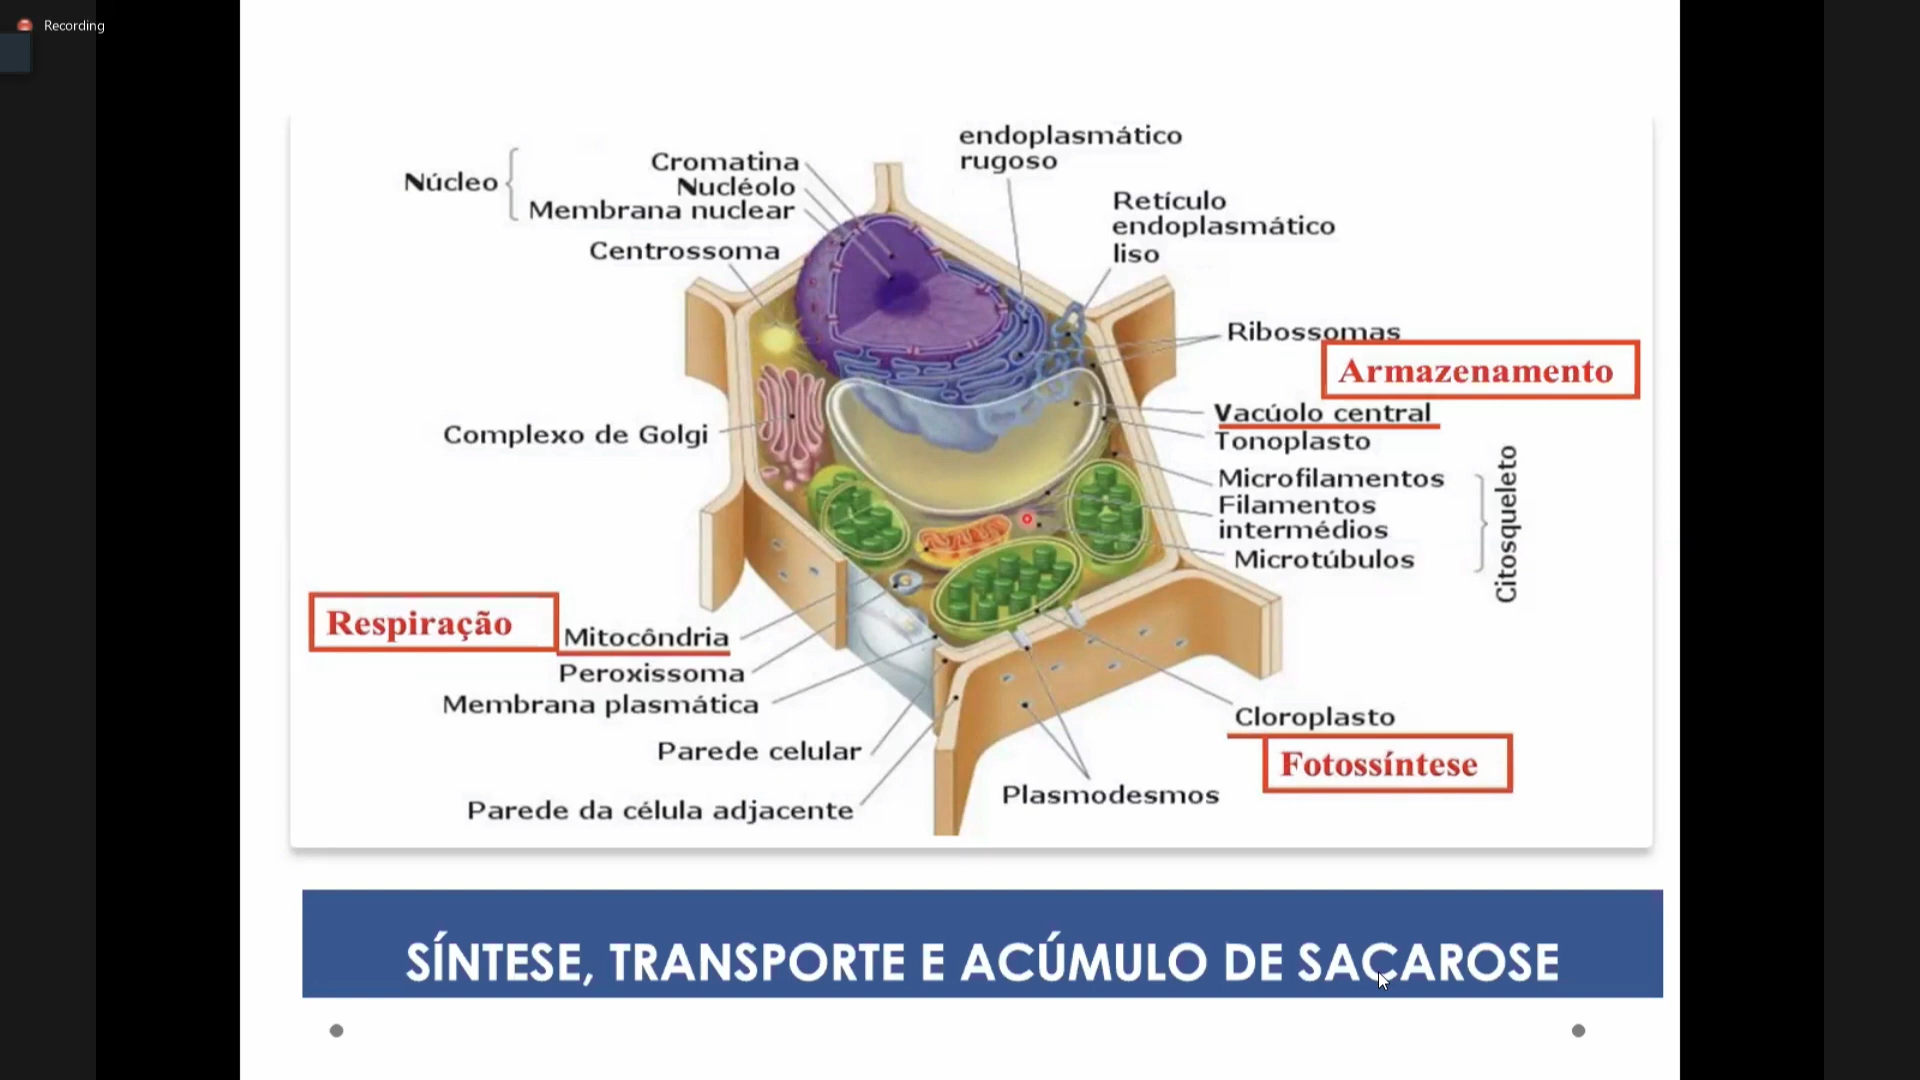 Recording
endoplasmático
rugoso
Cromatina
Nucléolo
Membrana nuclear
Núcleo
Centrossoma
Retículo
endoplasmático
liso
Ribossomas
Armazenamento
Vacúolo central
Tonoplasto
Complexo de Golgi
Microfilamentos
Filamentos
intermédios
Microtúbulos
Citosqueleto
Respiração
Mitocôndria
Peroxissoma
Membrana plasmática
Cloroplasto
Parede celular
Fotossíntese
Plasmodesmos
Parede da célula adjacente
SÍNTESE, TRANSPORTE E ACÚMULO DE SACAROSE